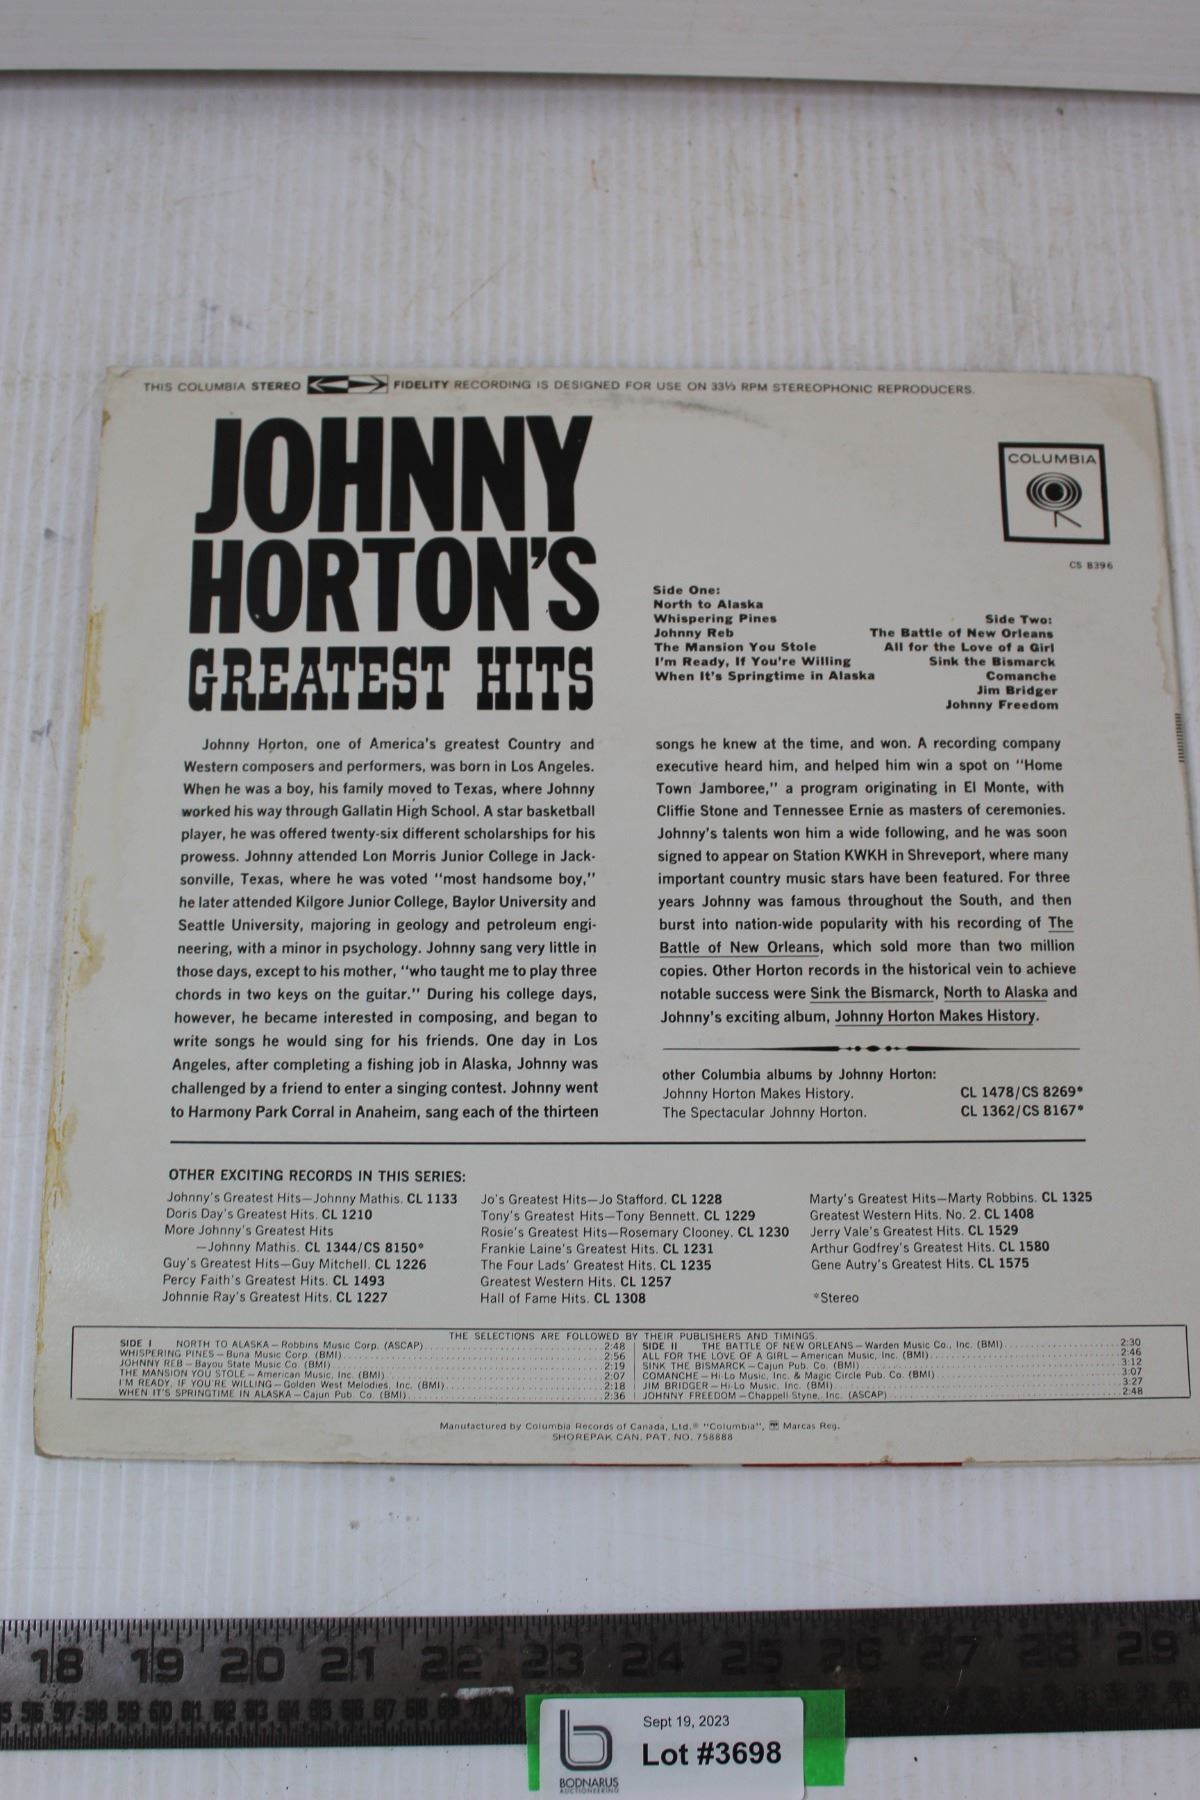 THIS COLUMBIA STEREO FIDELITY RECORDING IS DESIGNED FOR USE ON 33⅓ RPM STEREOPHONIC REPRODUCERS.
JOHNNY
HORTON'S
GREATEST HITS
COLUMBIA
CS 8396
Side One:
North to Alaska
Whispering Pines
Johnny Reb
The Mansion You Stole
I'm Ready, If You're Willing
When It's Springtime in Alaska
Side Two:
The Battle of New Orleans
All for the Love of a Girl
Sink the Bismarck
Comanche
Jim Bridger
Johnny Freedom
Johnny Horton, one of America's greatest Country and
Western composers and performers, was born in Los Angeles.
When he was a boy, his family moved to Texas, where Johnny
worked his way through Gallatin High School. A star basketball
player, he was offered twenty-six different scholarships for his
prowess. Johnny attended Lon Morris Junior College in Jack-
sonville, Texas, where he was voted "most handsome boy,"
he later attended Kilgore Junior College, Baylor University and
Seattle University, majoring in geology and petroleum engi-
neering, with a minor in psychology. Johnny sang very little in
those days, except to his mother, "who taught me to play three
chords in two keys on the guitar." During his college days,
however, he became interested in composing, and began to
write songs he would sing for his friends. One day in Los
Angeles, after completing a fishing job in Alaska, Johnny was
challenged by a friend to enter a singing contest. Johnny went
to Harmony Park Corral in Anaheim, sang each of the thirteen
songs he knew at the time, and won. A recording company
executive heard him, and helped him win a spot on "Home
Town Jamboree," a program originating in El Monte, with
Cliffie Stone and Tennessee Ernie as masters of ceremonies.
Johnny's talents won him a wide following, and he was soon
signed to appear on Station KWKH in Shreveport, where many
important country music stars have been featured. For three
years Johnny was famous throughout the South, and then
burst into nation-wide popularity with his recording of The
Battle of New Orleans, which sold more than two million
copies. Other Horton records in the historical vein to achieve
notable success were Sink the Bismarck, North to Alaska and
Johnny's exciting album, Johnny Horton Makes History.
other Columbia albums by Johnny Horton:
Johnny Horton Makes History. CL 1478/CS 8269*
The Spectacular Johnny Horton. CL 1362/CS 8167*
OTHER EXCITING RECORDS IN THIS SERIES:
Johnny's Greatest Hits—Johnny Mathis. CL 1133
Doris Day's Greatest Hits. CL 1210
More Johnny's Greatest Hits
—Johnny Mathis. CL 1344/CS 8150*
Guy's Greatest Hits—Guy Mitchell. CL 1226
Percy Faith's Greatest Hits. CL 1493
Johnnie Ray's Greatest Hits. CL 1227
Jo's Greatest Hits—Jo Stafford. CL 1228
Tony's Greatest Hits—Tony Bennett. CL 1229
Rosie's Greatest Hits—Rosemary Clooney. CL 1230
Frankie Laine's Greatest Hits. CL 1231
The Four Lads' Greatest Hits. CL 1235
Greatest Western Hits. CL 1257
Hall of Fame Hits. CL 1308
Marty's Greatest Hits—Marty Robbins. CL 1325
Greatest Western Hits. No. 2. CL 1408
Jerry Vale's Greatest Hits. CL 1529
Arthur Godfrey's Greatest Hits. CL 1580
Gene Autry's Greatest Hits. CL 1575
*Stereo
THE SELECTIONS ARE FOLLOWED BY THEIR PUBLISHERS AND TIMINGS.
SIDE I NORTH TO ALASKA—Robbins Music Corp. (ASCAP) 2:48
WHISPERING PINES—Buna Music Corp. (BMI) 2:56
JOHNNY REB—Bayou State Music Co. (BMI) 2:19
THE MANSION YOU STOLE—American Music, Inc. (BMI) 2:07
I'M READY, IF YOU'RE WILLING—Golden West Melodies, Inc. (BMI) 2:18
WHEN IT'S SPRINGTIME IN ALASKA—Cajun Pub. Co. (BMI) 2:36
SIDE II THE BATTLE OF NEW ORLEANS—Warden Music Co., Inc. (BMI) 2:30
ALL FOR THE LOVE OF A GIRL—American Music, Inc. (BMI) 2:46
SINK THE BISMARCK—Cajun Pub. Co. (BMI) 3:12
COMANCHE—Hi-Lo Music, Inc. & Magic Circle Pub. Co. (BMI) 3:07
JIM BRIDGER—Hi-Lo Music, Inc. (BMI) 3:27
JOHNNY FREEDOM—Chappell-Styne, Inc. (ASCAP) 2:48
Manufactured by Columbia Records of Canada, Ltd.® "Columbia", Marcas Reg.
SHOREPAK CAN. PAT. NO. 758888
18 19 20 21 22 23 24 25 26 27 28 29
56 57 58 59 60 61 62 63 64 65 66 67 68 69 70 71
Sept 19, 2023
Lot #3698
BODNARUS
AUCTIONEERING